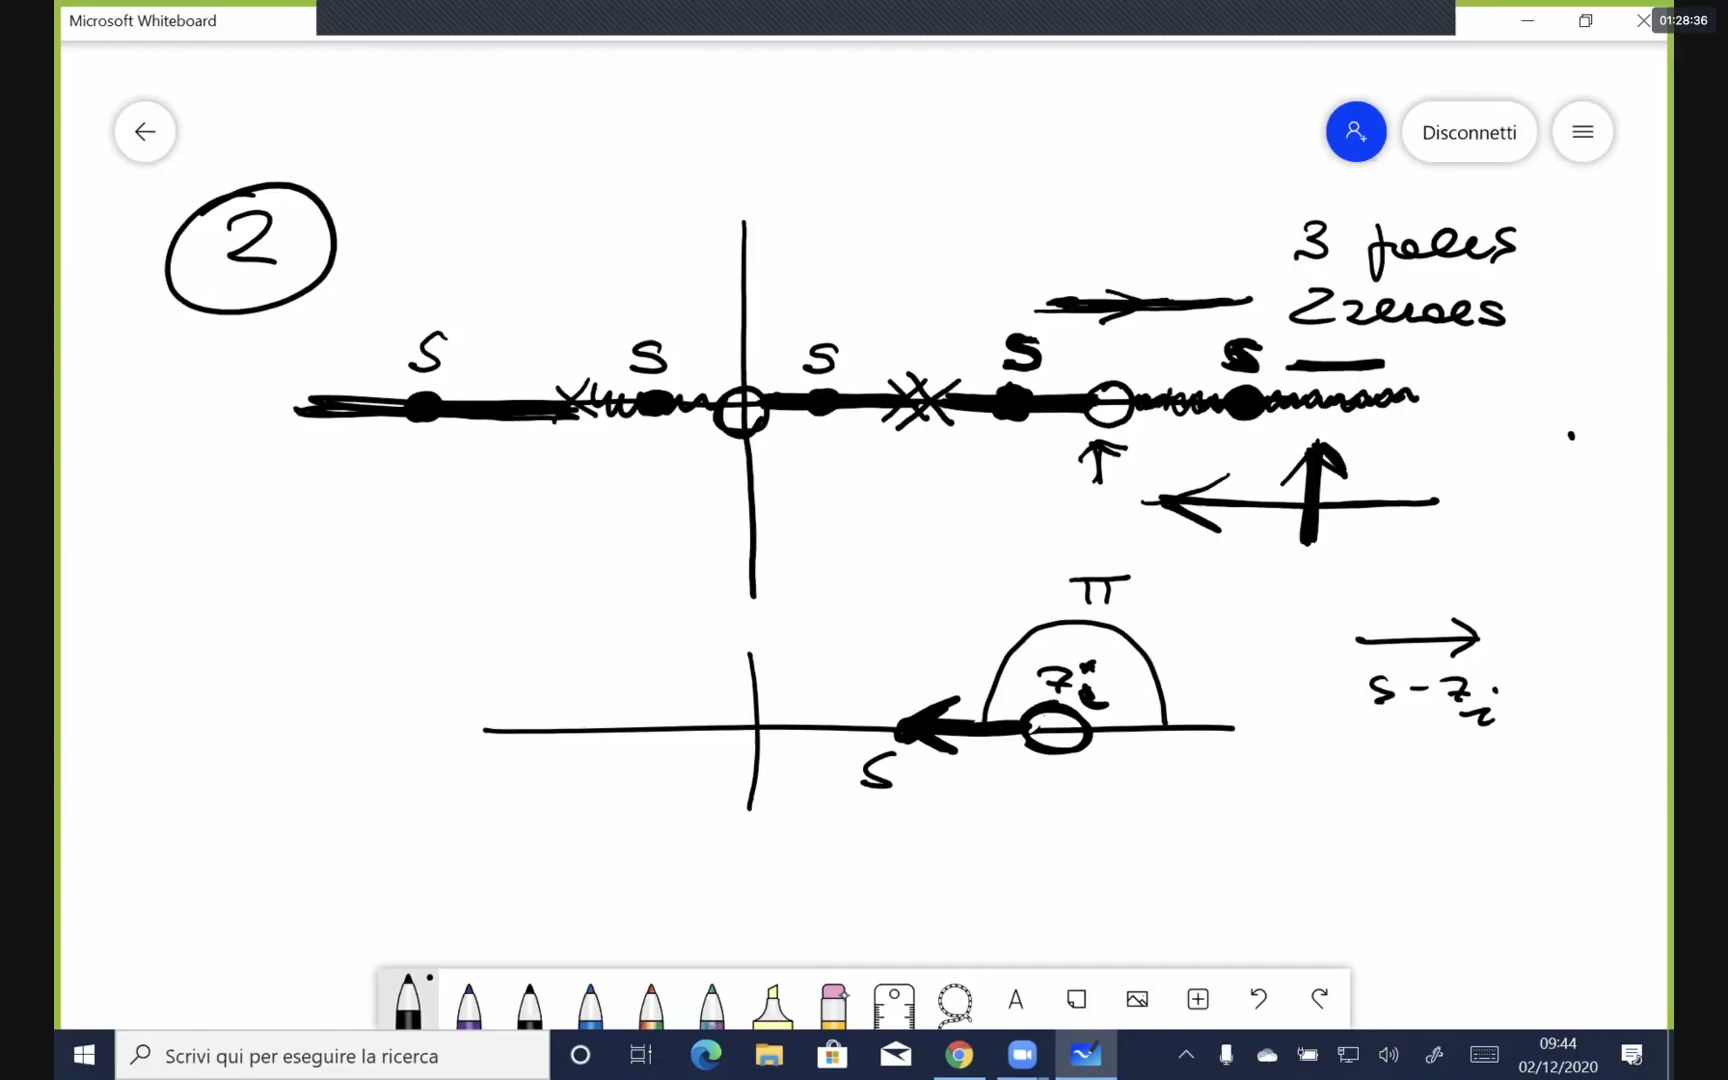 Microsoft Whiteboard
01:28:36
Disconnetti
2
3 poles
2 zeroes
S S S S S
π
zi
s - zi
S
A
Scrivi qui per eseguire la ricerca
09:44
02/12/2020